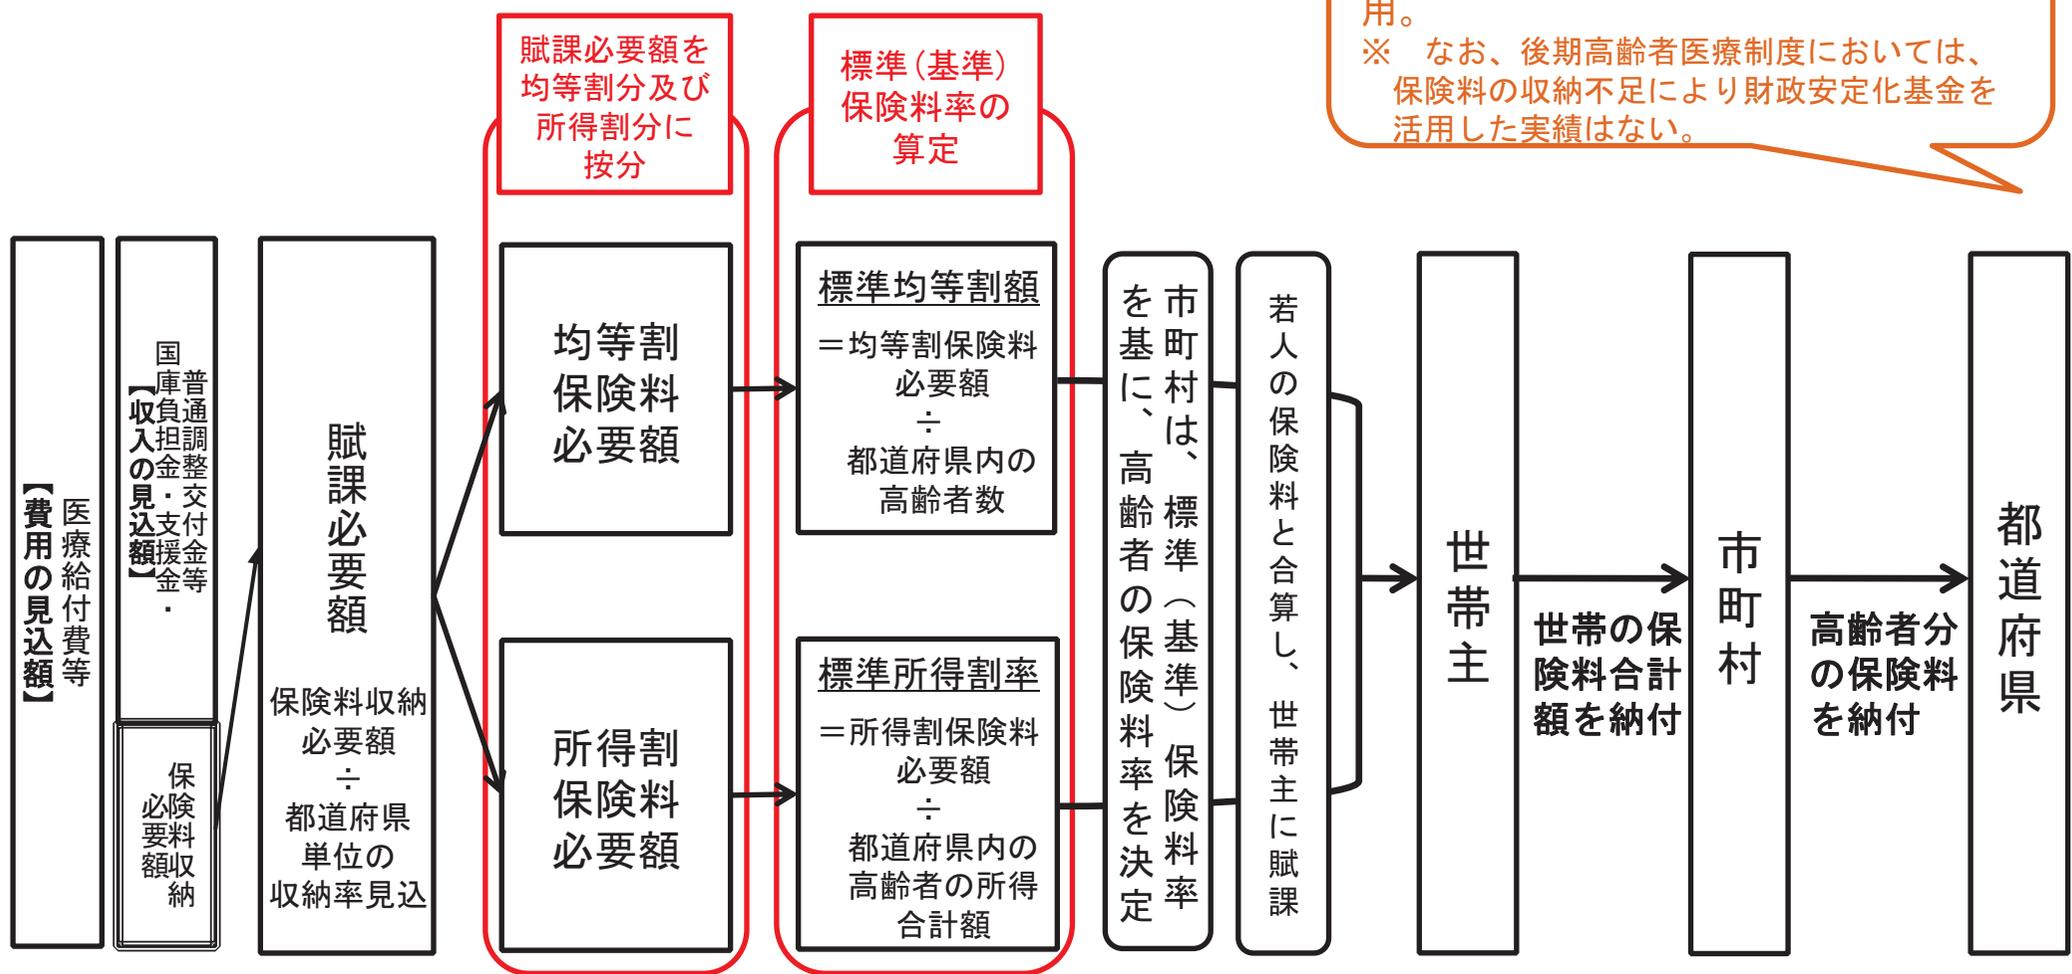 用。
※　なお、後期高齢者医療制度においては、
保険料の収納不足により財政安定化基金を
活用した実績はない。
賦課必要額を
均等割分及び
所得割分に
按分
標準（基準）
保険料率の
算定
医療給付費等
【費用の見込額】
普通調整交付金等
国庫負担金・支援金・
【収入の見込額】
保険料収納
必要額
賦課必要額
保険料収納
必要額
÷
都道府県
単位の
収納率見込
均等割
保険料
必要額
所得割
保険料
必要額
標準均等割額
＝均等割保険料
必要額
÷
都道府県内の
高齢者数
標準所得割率
＝所得割保険料
必要額
÷
都道府県内の
高齢者の所得
合計額
市町村は、標準（基準）保険料率
を基に、高齢者の保険料率を決定
若人の保険料と合算し、世帯主に賦課
世帯主
世帯の保
険料合計
額を納付
市町村
高齢者分
の保険料
を納付
都道府県